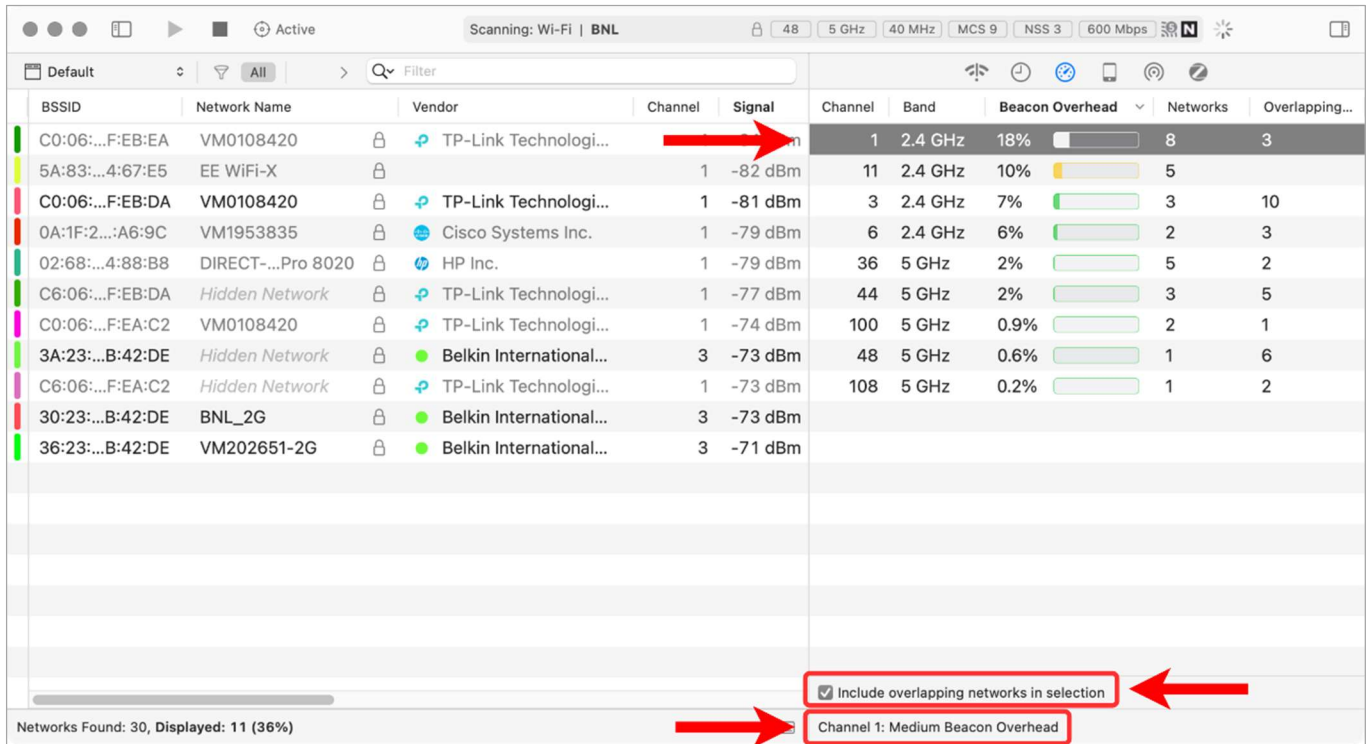 Active Scanning: Wi-Fi | BNL 48 5 GHz 40 MHz MCS 9 NSS 3 600 Mbps N
Default All Filter
BSSID Network Name Vendor Channel Signal Channel Band Beacon Overhead Networks Overlapping...
C0:06:...F:EB:EA VM0108420 TP-Link Technologi... 1 2.4 GHz 18% 8 3
5A:83:...4:67:E5 EE WiFi-X 1 -82 dBm 11 2.4 GHz 10% 5
C0:06:...F:EB:DA VM0108420 TP-Link Technologi... 1 -81 dBm 3 2.4 GHz 7% 3 10
0A:1F:2...:A6:9C VM1953835 Cisco Systems Inc. 1 -79 dBm 6 2.4 GHz 6% 2 3
02:68:...4:88:B8 DIRECT-...Pro 8020 hp HP Inc. 1 -79 dBm 36 5 GHz 2% 5 2
C6:06:...F:EB:DA Hidden Network TP-Link Technologi... 1 -77 dBm 44 5 GHz 2% 3 5
C0:06:...F:EA:C2 VM0108420 TP-Link Technologi... 1 -74 dBm 100 5 GHz 0.9% 2 1
3A:23:...B:42:DE Hidden Network Belkin International... 3 -73 dBm 48 5 GHz 0.6% 1 6
C6:06:...F:EA:C2 Hidden Network TP-Link Technologi... 1 -73 dBm 108 5 GHz 0.2% 1 2
30:23:...B:42:DE BNL_2G Belkin International... 3 -73 dBm
36:23:...B:42:DE VM202651-2G Belkin International... 3 -71 dBm
Include overlapping networks in selection
Networks Found: 30, Displayed: 11 (36%) Channel 1: Medium Beacon Overhead